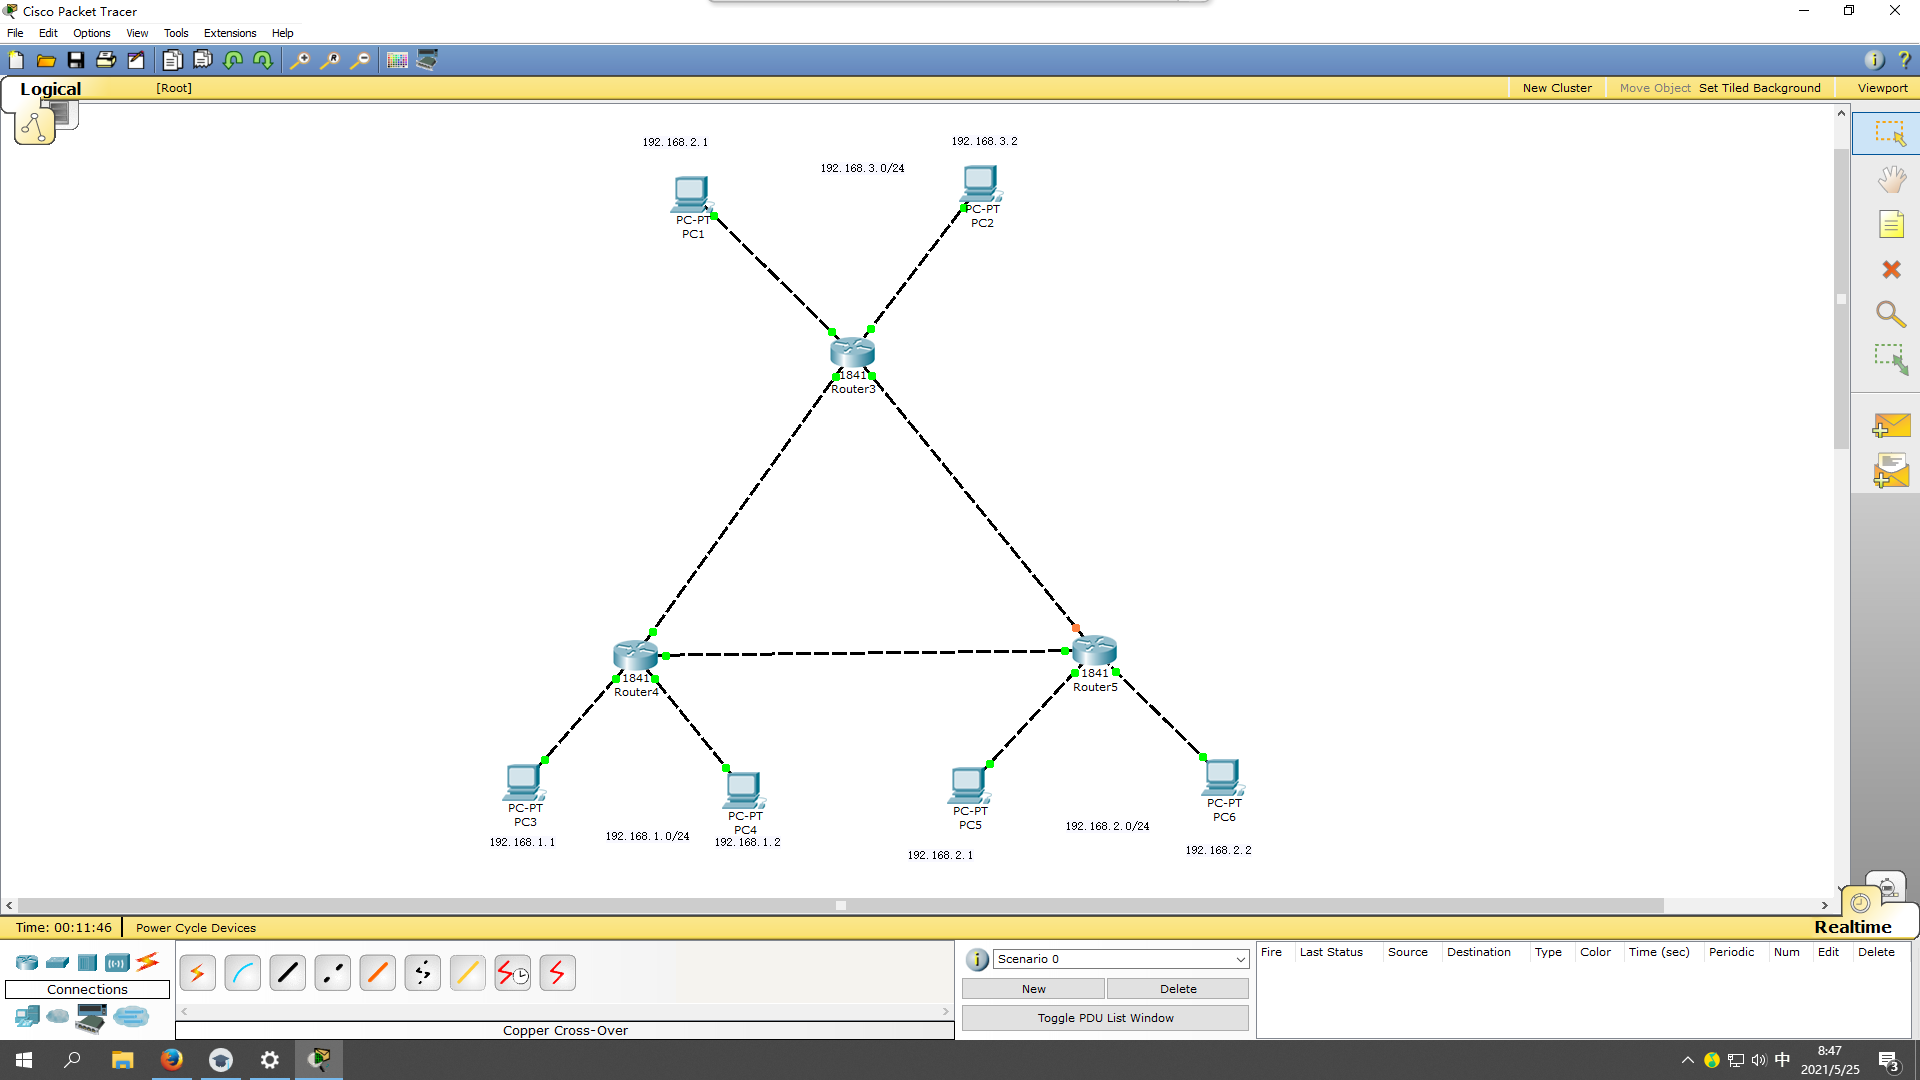 Cisco Packet Tracer
File Edit Options View Tools Extensions Help
Logical [Root] New Cluster Move Object Set Tiled Background Viewport
192.168.2.1
192.168.3.0/24
192.168.3.2
PC-PT
PC1
PC-PT
PC2
1841
Router3
1841
Router4
1841
Router5
PC-PT
PC3
192.168.1.1
192.168.1.0/24
PC-PT
PC4
192.168.1.2
PC-PT
PC5
192.168.2.1
192.168.2.0/24
PC-PT
PC6
192.168.2.2
Time: 00:11:46 Power Cycle Devices Realtime
Connections
Copper Cross-Over
Scenario 0
New Delete
Toggle PDU List Window
Fire Last Status Source Destination Type Color Time (sec) Periodic Num Edit Delete
中
8:47
2021/5/25
3